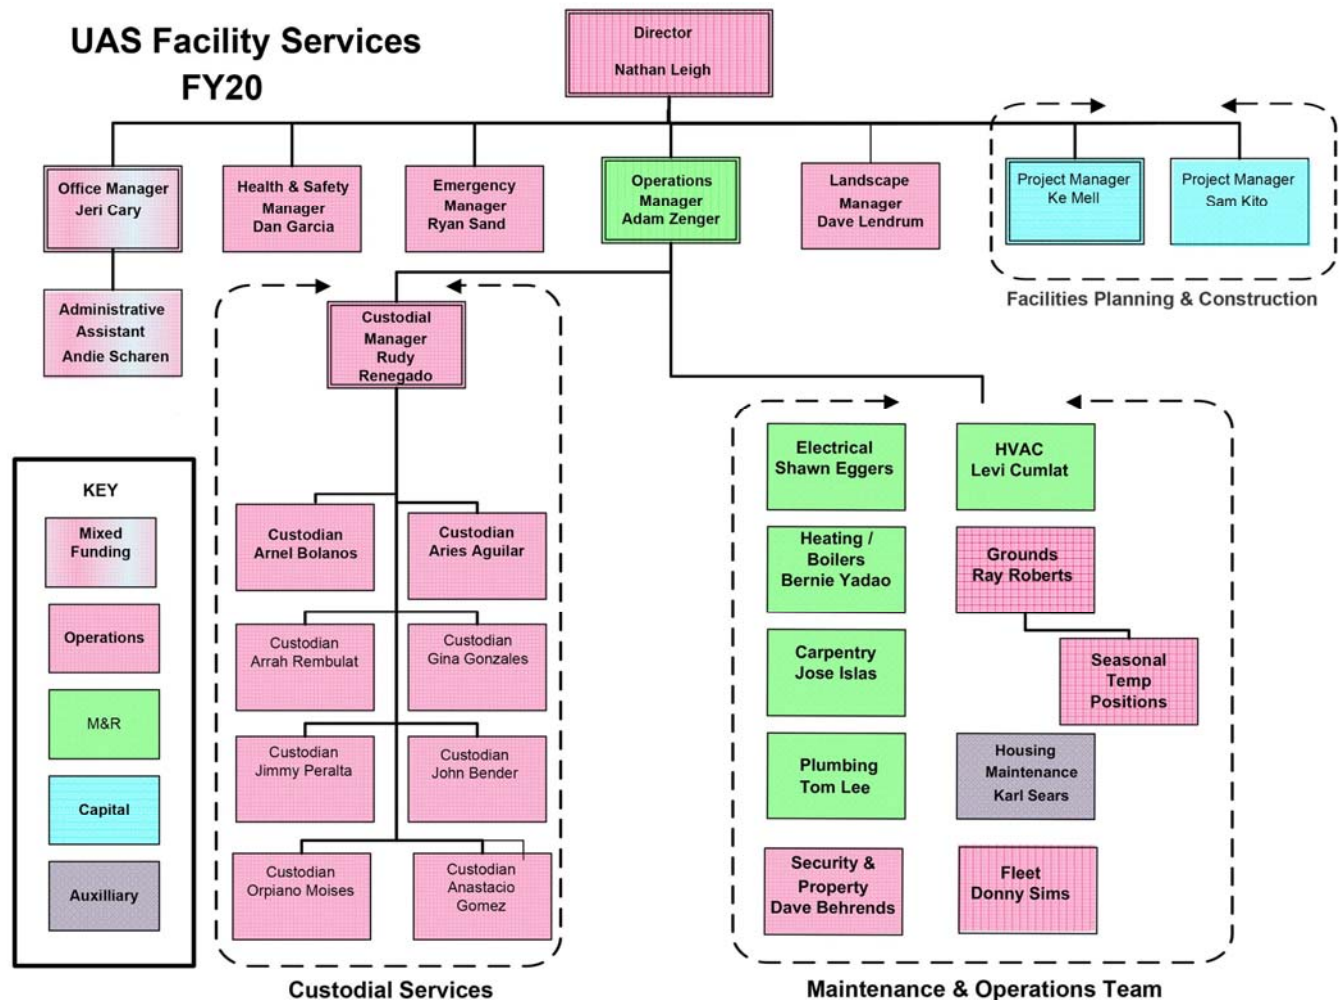 UAS Facility Services
FY20
Director
Nathan Leigh
Office Manager
Jeri Cary
Health & Safety
Manager
Dan Garcia
Emergency
Manager
Ryan Sand
Operations
Manager
Adam Zenger
Landscape
Manager
Dave Lendrum
Project Manager
Ke Mell
Project Manager
Sam Kito
Facilities Planning & Construction
Administrative
Assistant
Andie Scharen
Custodial
Manager
Rudy
Renegado
KEY
Mixed
Funding
Operations
M&R
Capital
Auxilliary
Custodian
Arnel Bolanos
Custodian
Aries Aguilar
Custodian
Arrah Rembulat
Custodian
Gina Gonzales
Custodian
Jimmy Peralta
Custodian
John Bender
Custodian
Orpiano Moises
Custodian
Anastacio
Gomez
Custodial Services
Electrical
Shawn Eggers
HVAC
Levi Cumlat
Heating /
Boilers
Bernie Yadao
Grounds
Ray Roberts
Carpentry
Jose Islas
Seasonal
Temp
Positions
Plumbing
Tom Lee
Housing
Maintenance
Karl Sears
Security &
Property
Dave Behrends
Fleet
Donny Sims
Maintenance & Operations Team